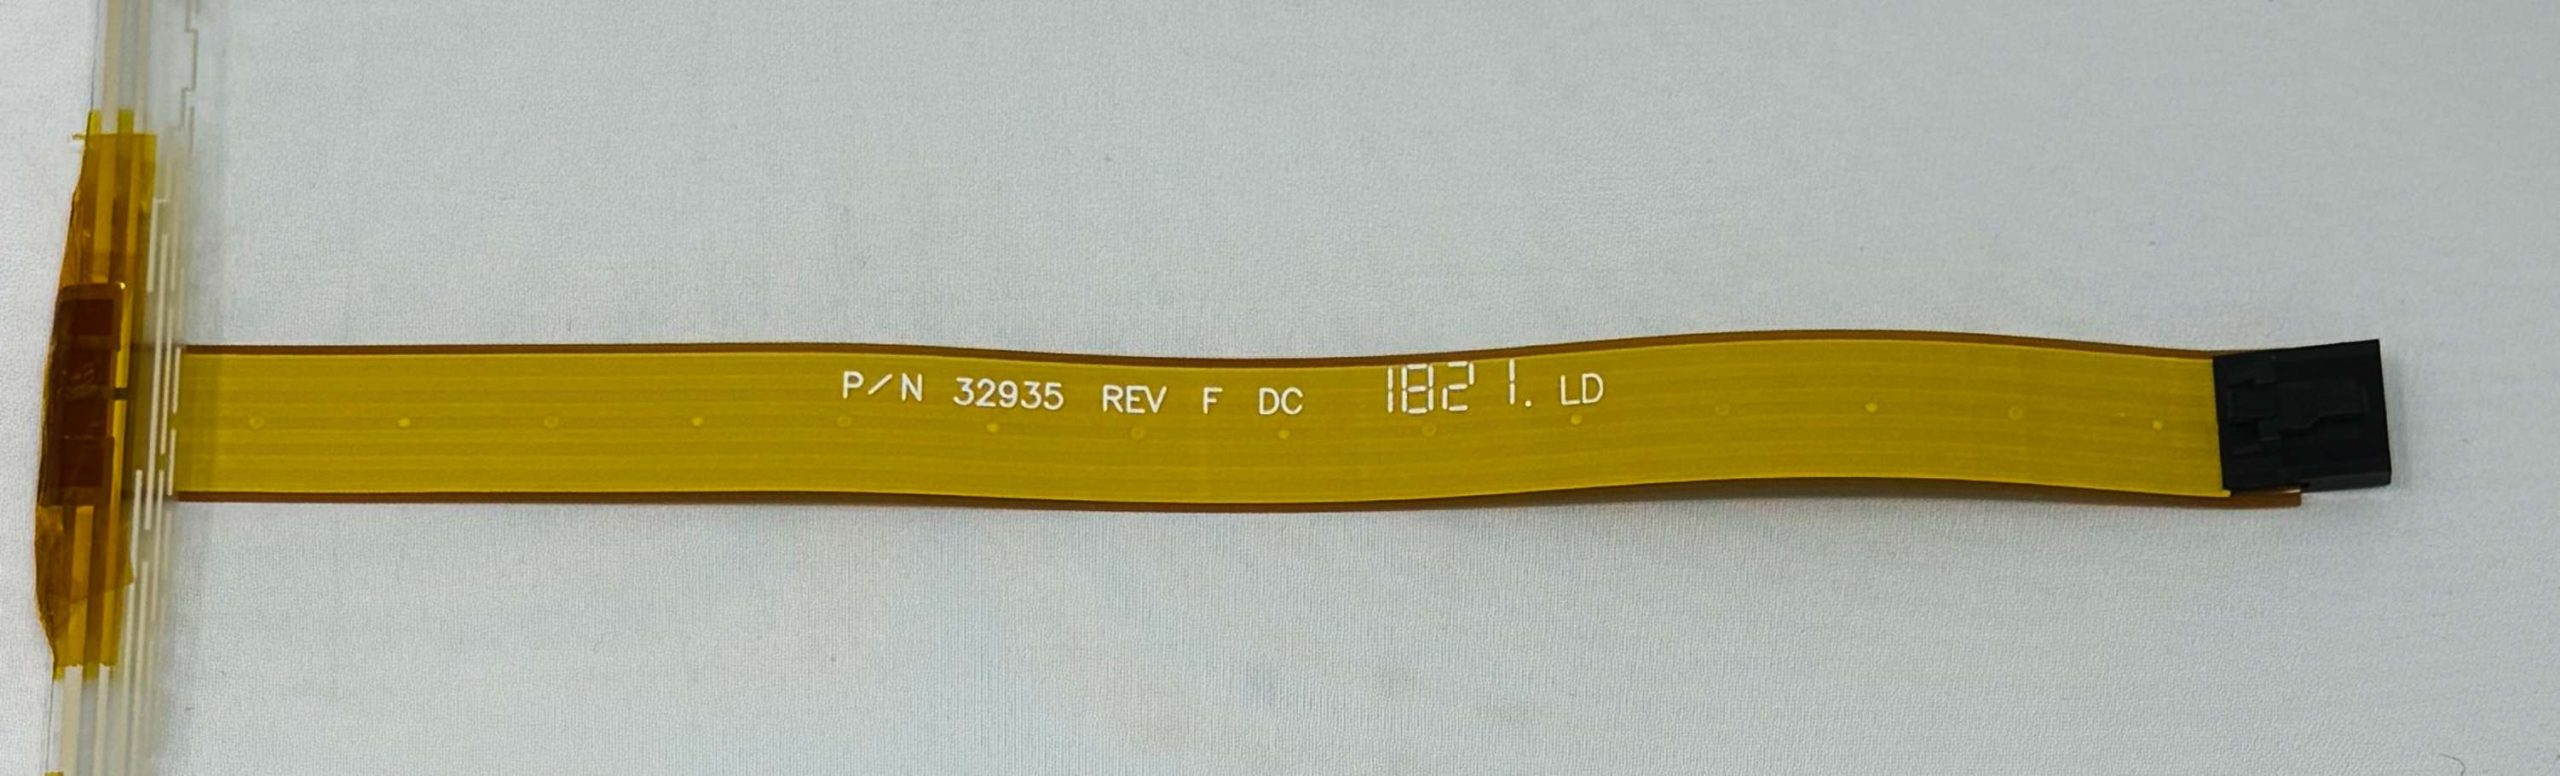 P/N 32935 REV F DC 1821. LD